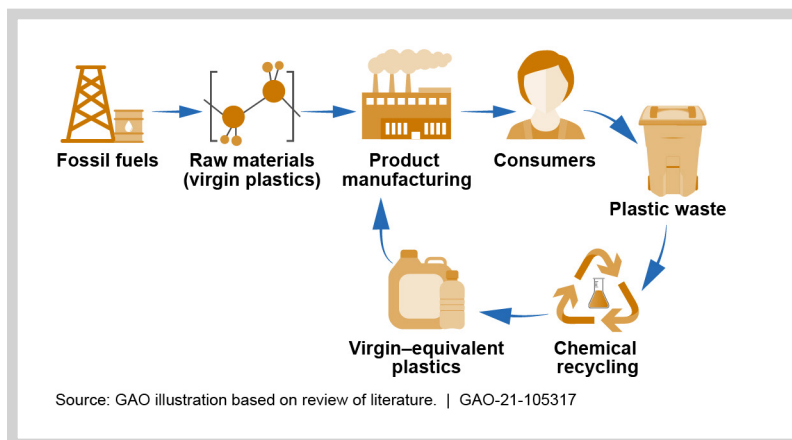 Fossil fuels
Raw materials
(virgin plastics)
Product
manufacturing
Consumers
Plastic waste
Virgin–equivalent
plastics
Chemical
recycling
Source: GAO illustration based on review of literature. | GAO-21-105317